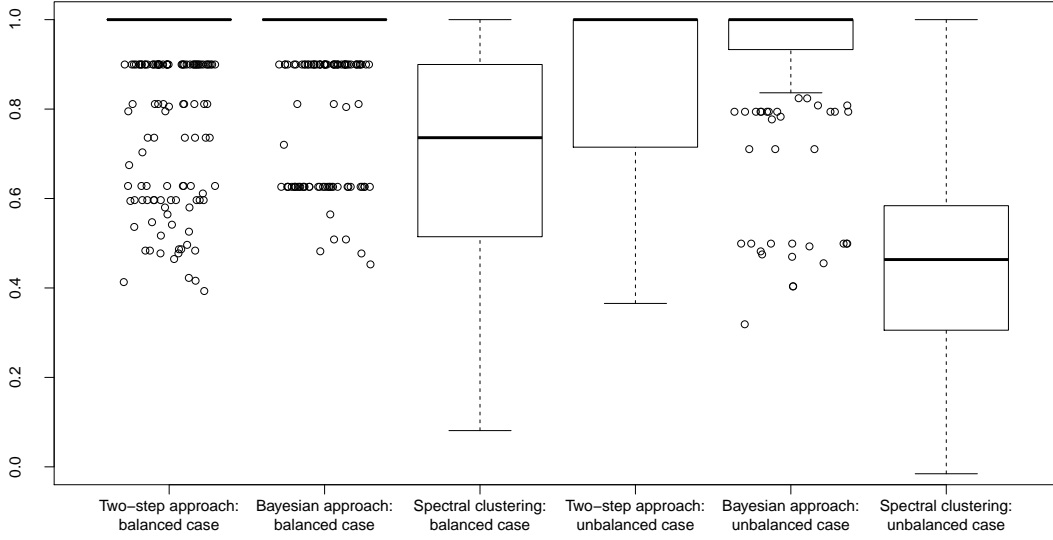 1.0
0.8
0.6
0.4
0.2
0.0
Two−step approach:
balanced case
Bayesian approach:
balanced case
Spectral clustering:
balanced case
Two−step approach:
unbalanced case
Bayesian approach:
unbalanced case
Spectral clustering:
unbalanced case